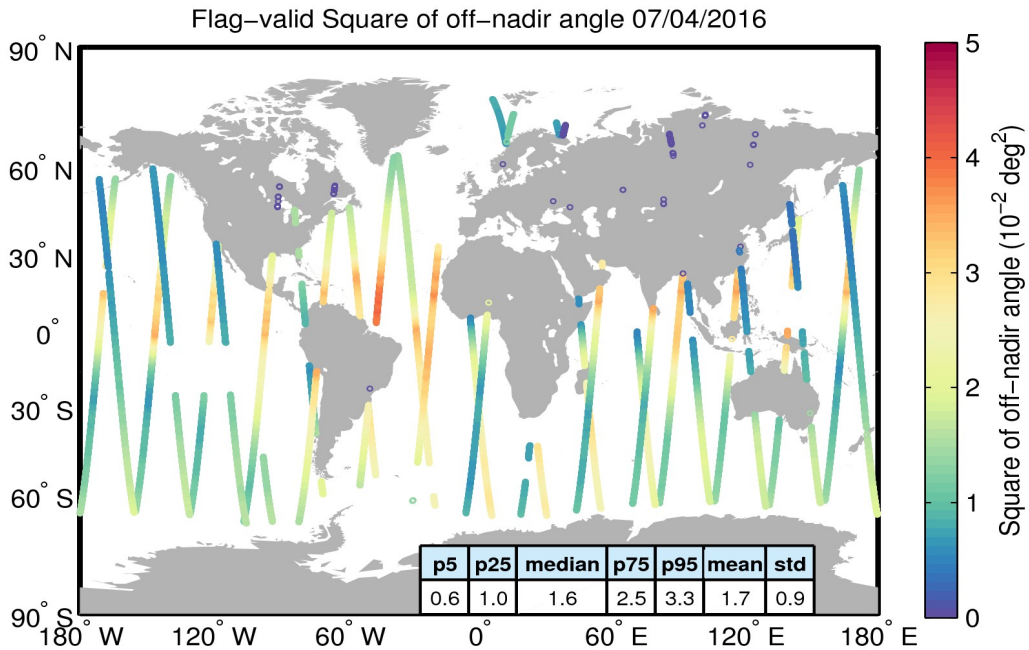 Flag−valid Square of off−nadir angle 07/04/2016
90° N
60° N
30° N
0°
30° S
60° S
90° S
180° W
120° W
60° W
0°
60° E
120° E
180° E
p5 p25 median p75 p95 mean std
0.6 1.0 1.6 2.5 3.3 1.7 0.9
5
4
3
2
1
0
Square of off−nadir angle (10⁻² deg²)